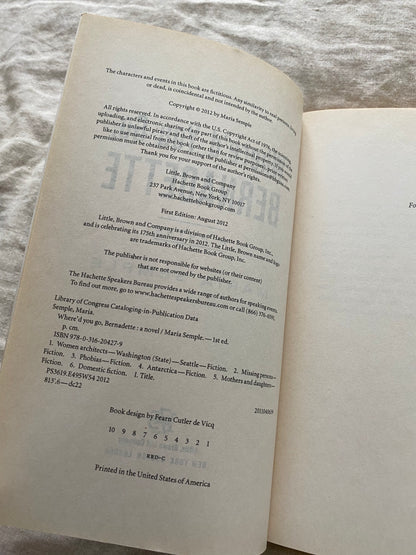 The characters and events in this book are fictitious. Any similarity to real persons, living
or dead, is coincidental and not intended by the author.
Copyright © 2012 by Maria Semple
All rights reserved. In accordance with the U.S. Copyright Act of 1976, the scanning,
uploading, and electronic sharing of any part of this book without the permission of the
publisher is unlawful piracy and theft of the author's intellectual property. If you would
like to use material from the book (other than for review purposes), prior written
permission must be obtained by contacting the publisher at permissions@hbgusa.com.
Thank you for your support of the author's rights.
Little, Brown and Company
Hachette Book Group
237 Park Avenue, New York, NY 10017
www.hachettebookgroup.com
First Edition: August 2012
Little, Brown and Company is a division of Hachette Book Group, Inc.,
and is celebrating its 175th anniversary in 2012. The Little, Brown name and logo
are trademarks of Hachette Book Group, Inc.
The publisher is not responsible for websites (or their content)
that are not owned by the publisher.
The Hachette Speakers Bureau provides a wide range of authors for speaking events.
To find out more, go to www.hachettespeakersbureau.com or call (866) 376-6591.
Library of Congress Cataloging-in-Publication Data
Semple, Maria.
Where'd you go, Bernadette : a novel / Maria Semple. — 1st ed.
p. cm.
ISBN 978-0-316-20427-9
1. Women architects—Washington (State)—Seattle—Fiction. 2. Missing persons—
Fiction. 3. Phobias—Fiction. 4. Antarctica—Fiction. 5. Mothers and daughters—
Fiction. 6. Domestic fiction. I. Title.
PS3619.E495W54 2012
815'.6—dc22
2011040609
Book design by Fearn Cutler de Vicq
10 9 8 7 6 5 4 3 2 1
RRD-C
Printed in the United States of America
Fo